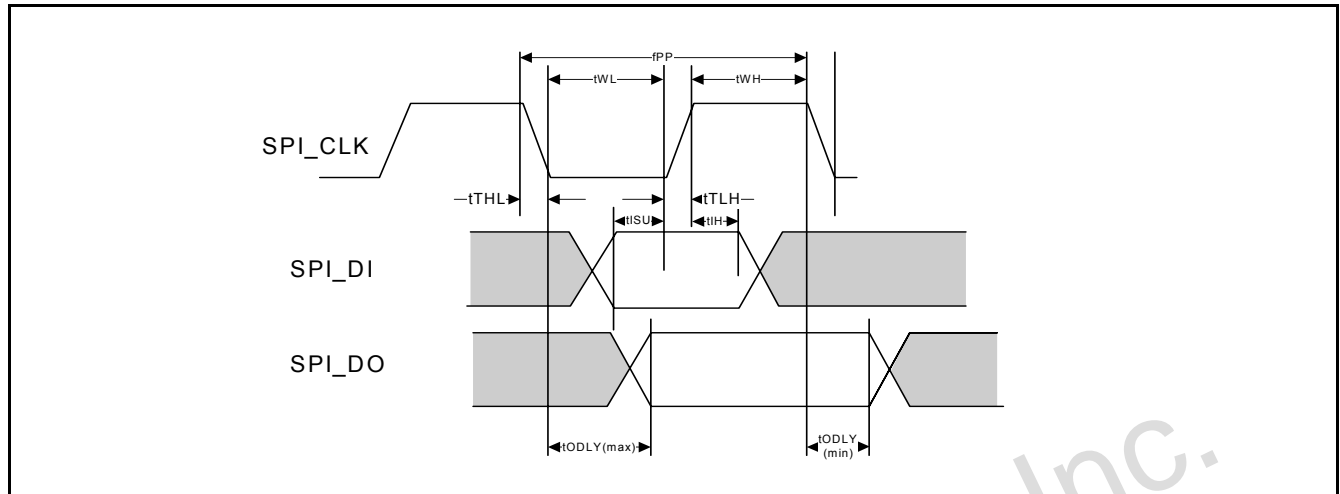 fPP
tWL
tWH
SPI_CLK
tTHL
tTLH
tISU
tIH
SPI_DI
SPI_DO
tODLY(max)
tODLY
(min)
Inc.